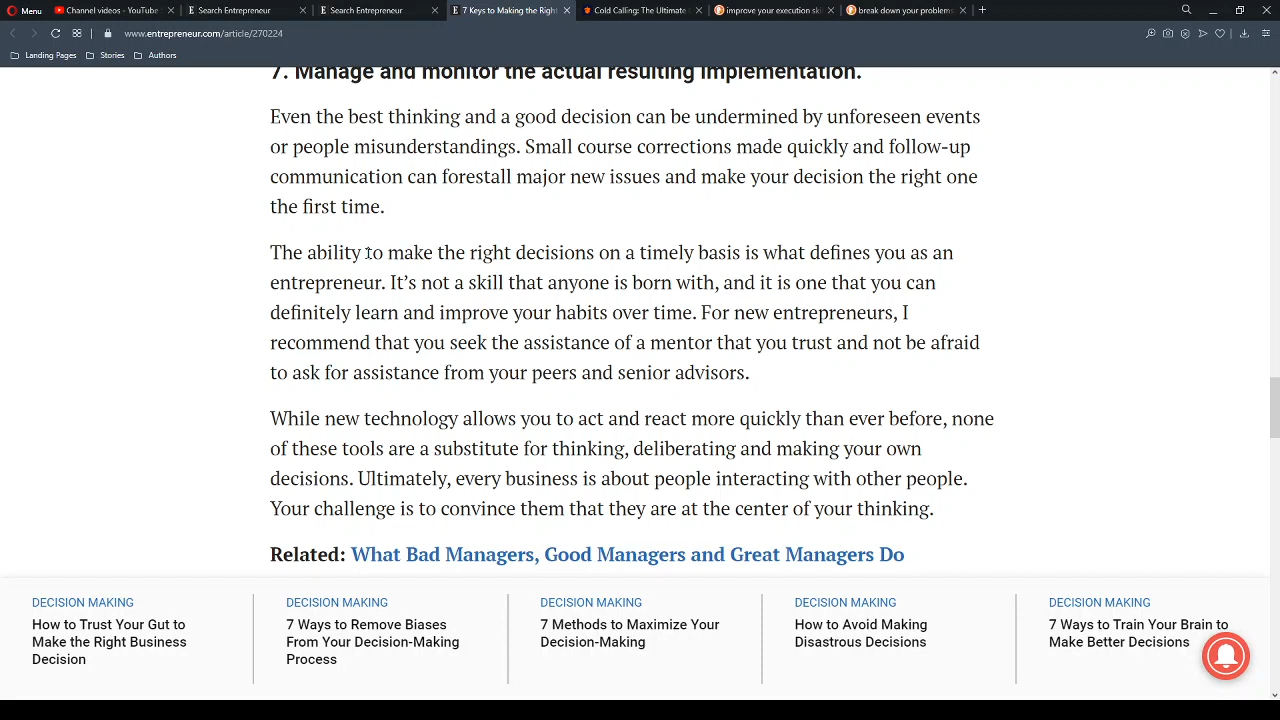 Menu
Channel videos - YouTube
Search Entrepreneur
Search Entrepreneur
7 Keys to Making the Right
Cold Calling: The Ultimate
improve your execution ski
break down your problems
www.entrepreneur.com/article/270224
Landing Pages
Stories
Authors
7. Manage and monitor the actual resulting implementation.
Even the best thinking and a good decision can be undermined by unforeseen events
or people misunderstandings. Small course corrections made quickly and follow-up
communication can forestall major new issues and make your decision the right one
the first time.
The ability to make the right decisions on a timely basis is what defines you as an
entrepreneur. It’s not a skill that anyone is born with, and it is one that you can
definitely learn and improve your habits over time. For new entrepreneurs, I
recommend that you seek the assistance of a mentor that you trust and not be afraid
to ask for assistance from your peers and senior advisors.
While new technology allows you to act and react more quickly than ever before, none
of these tools are a substitute for thinking, deliberating and making your own
decisions. Ultimately, every business is about people interacting with other people.
Your challenge is to convince them that they are at the center of your thinking.
Related: What Bad Managers, Good Managers and Great Managers Do
DECISION MAKING
How to Trust Your Gut to
Make the Right Business
Decision
DECISION MAKING
7 Ways to Remove Biases
From Your Decision-Making
Process
DECISION MAKING
7 Methods to Maximize Your
Decision-Making
DECISION MAKING
How to Avoid Making
Disastrous Decisions
DECISION MAKING
7 Ways to Train Your Brain to
Make Better Decisions